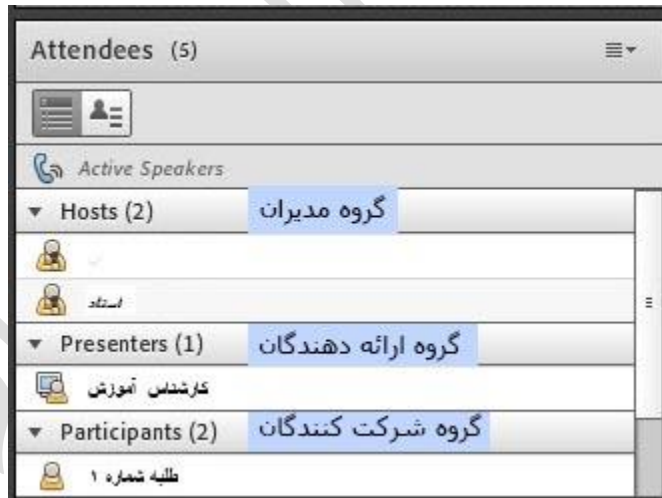 Attendees (5)
Active Speakers
Hosts (2) گروه مدیران
استاد
Presenters (1) گروه ارائه دهندگان
کارشناس آموزش
Participants (2) گروه شرکت کنندگان
طلبه شماره ۱